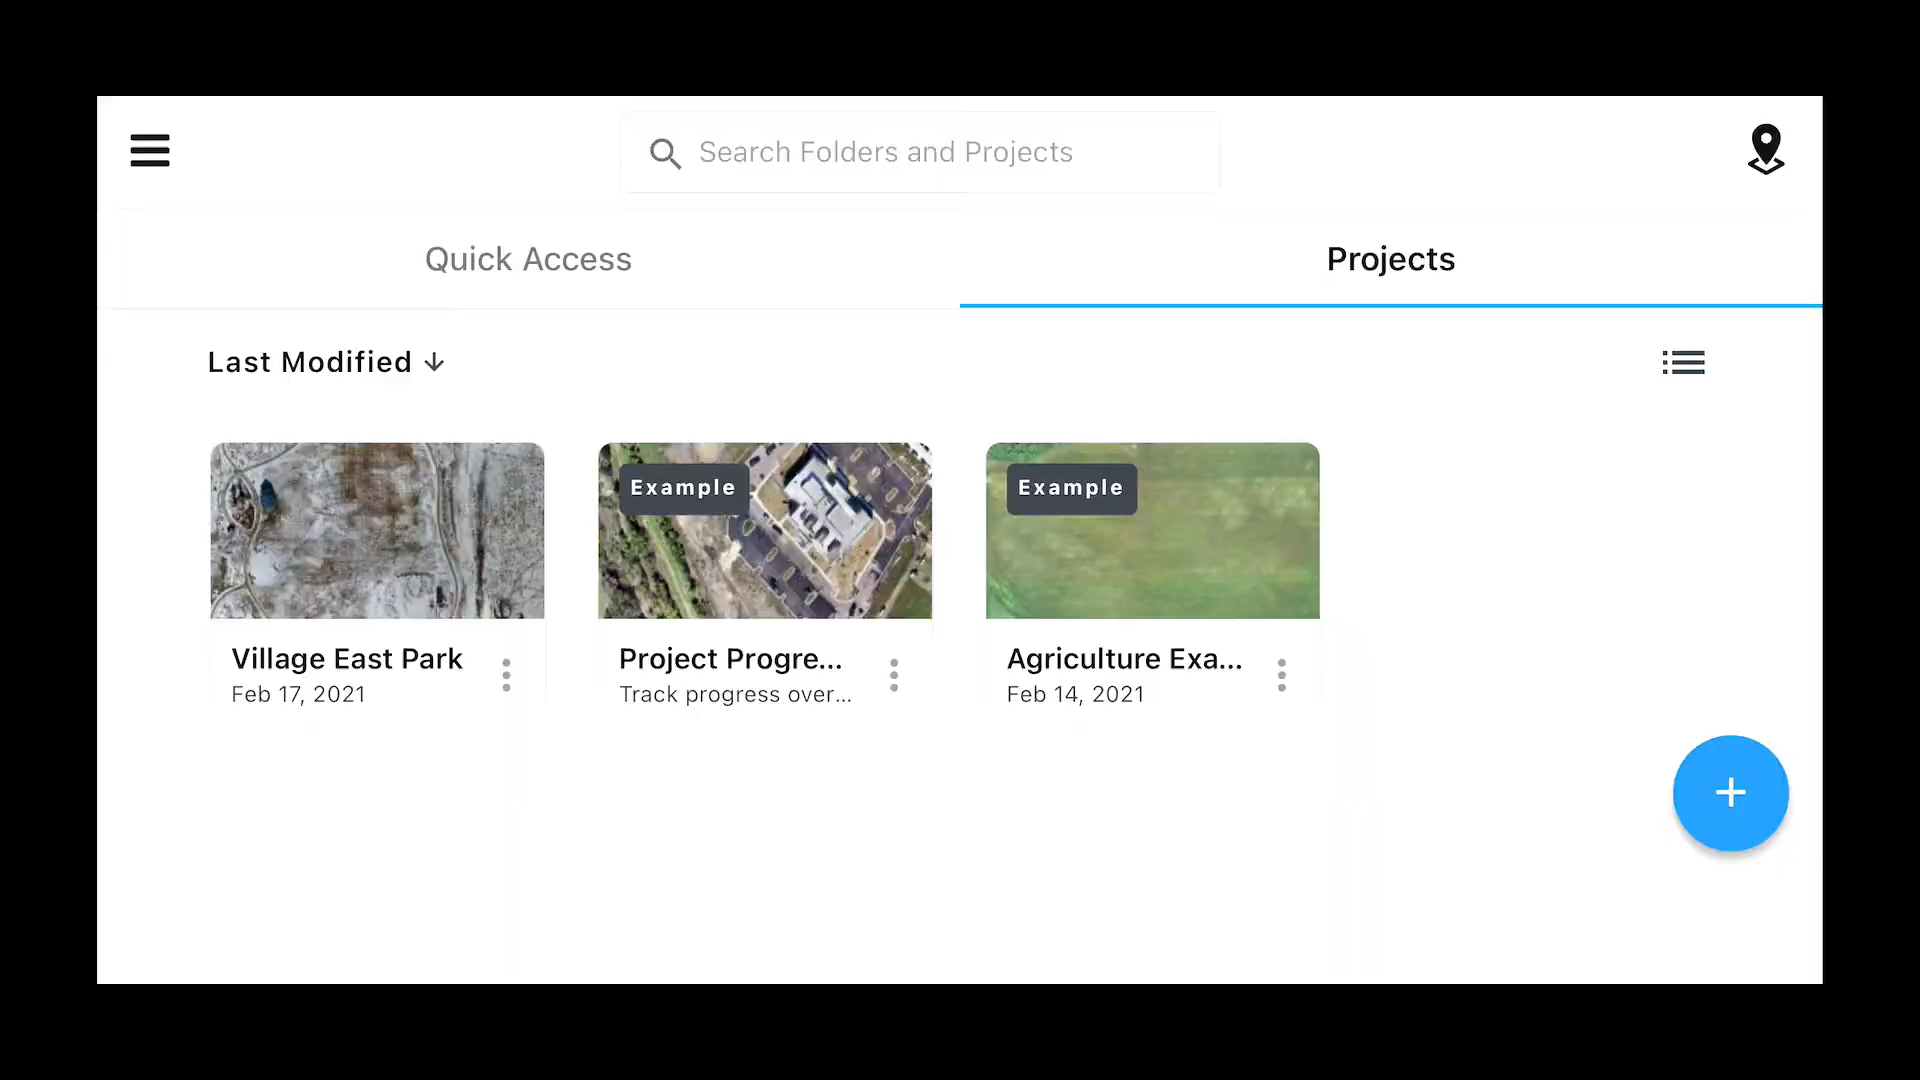 Search Folders and Projects
Quick Access
Projects
Last Modified
Example
Example
Village East Park
Feb 17, 2021
Project Progre...
Track progress over...
Agriculture Exa...
Feb 14, 2021